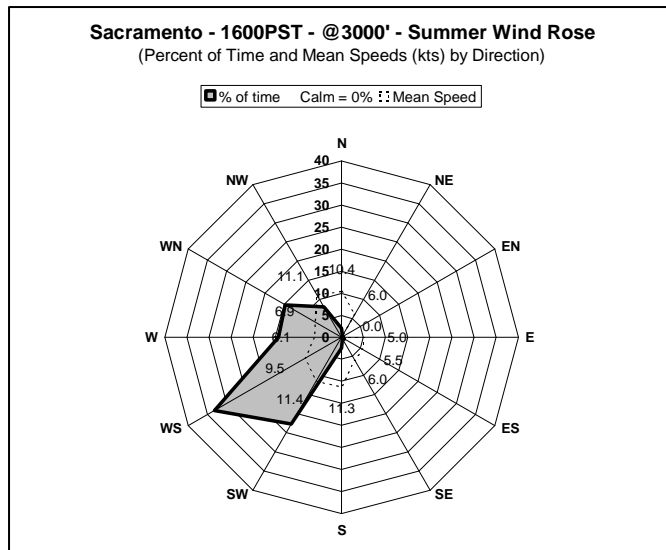 Sacramento - 1600PST - @3000' - Summer Wind Rose
(Percent of Time and Mean Speeds (kts) by Direction)
% of time Calm = 0% Mean Speed
N
40
NW
35
NE
30
25
WN
20
EN
15
11.1
10.4
10
6.0
6.9
5
0.0
W
6.1
0
5.0
E
9.5
5.5
11.4
6.0
11.3
WS
ES
SW
SE
S